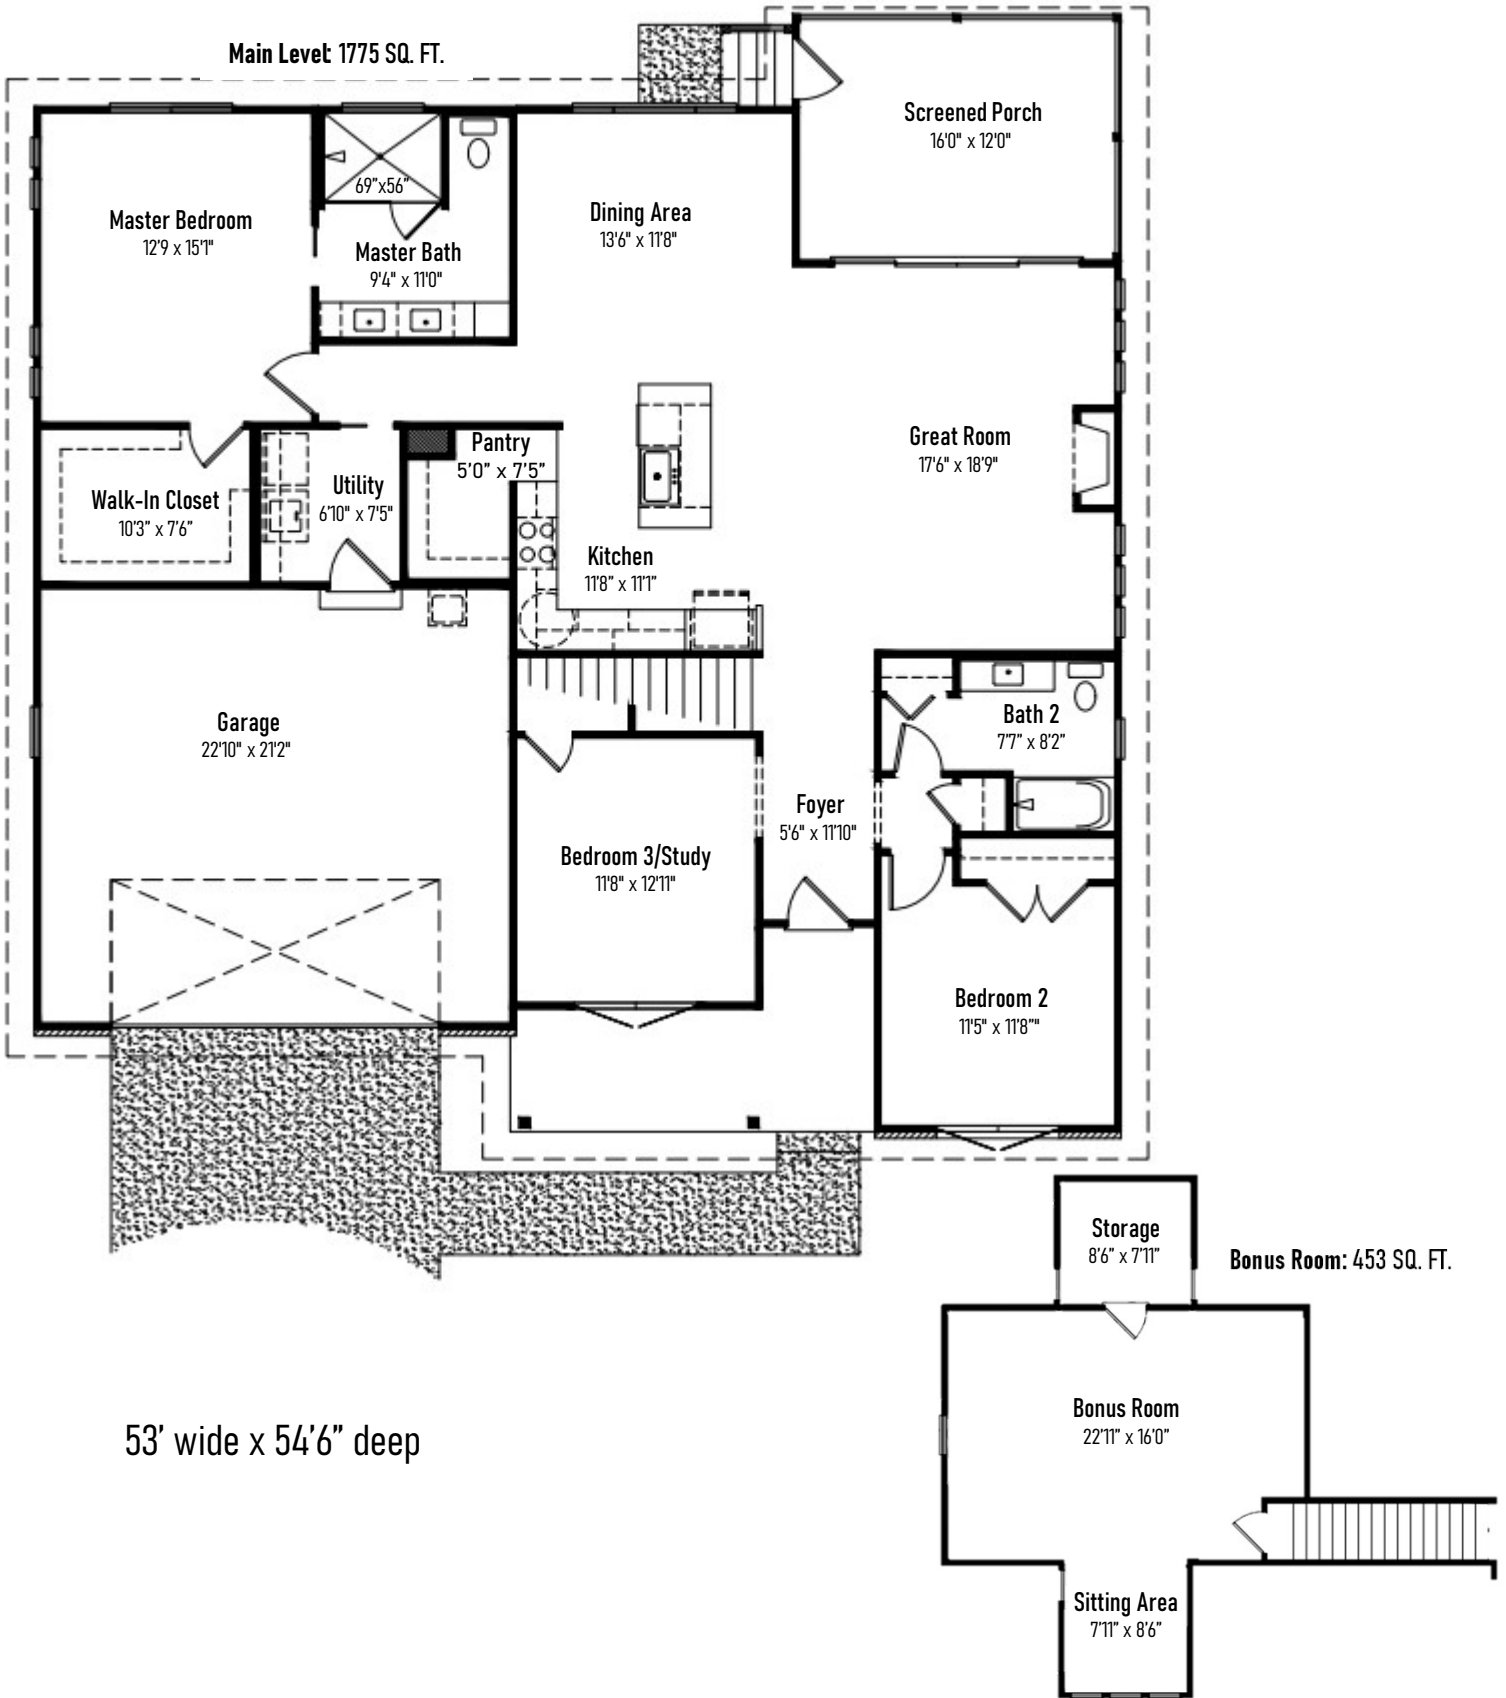 Main Level: 1775 SQ. FT.
Screened Porch
16'0" x 12'0"
69"x56"
Master Bedroom
12'9 x 15'1"
Dining Area
13'6" x 11'8"
Master Bath
9'4" x 11'0"
Great Room
17'6" x 18'9"
Pantry
5'0" x 7'5"
Walk-In Closet
10'3" x 7'6"
Utility
6'10" x 7'5"
Kitchen
11'8" x 11'1"
Garage
22'10" x 21'2"
Bath 2
7'7" x 8'2"
Foyer
5'6" x 11'10"
Bedroom 3/Study
11'8" x 12'11"
Bedroom 2
11'5" x 11'8""
Storage
8'6" x 7'11"
Bonus Room: 453 SQ. FT.
Bonus Room
22'11" x 16'0"
53' wide x 54'6" deep
Sitting Area
7'11" x 8'6"